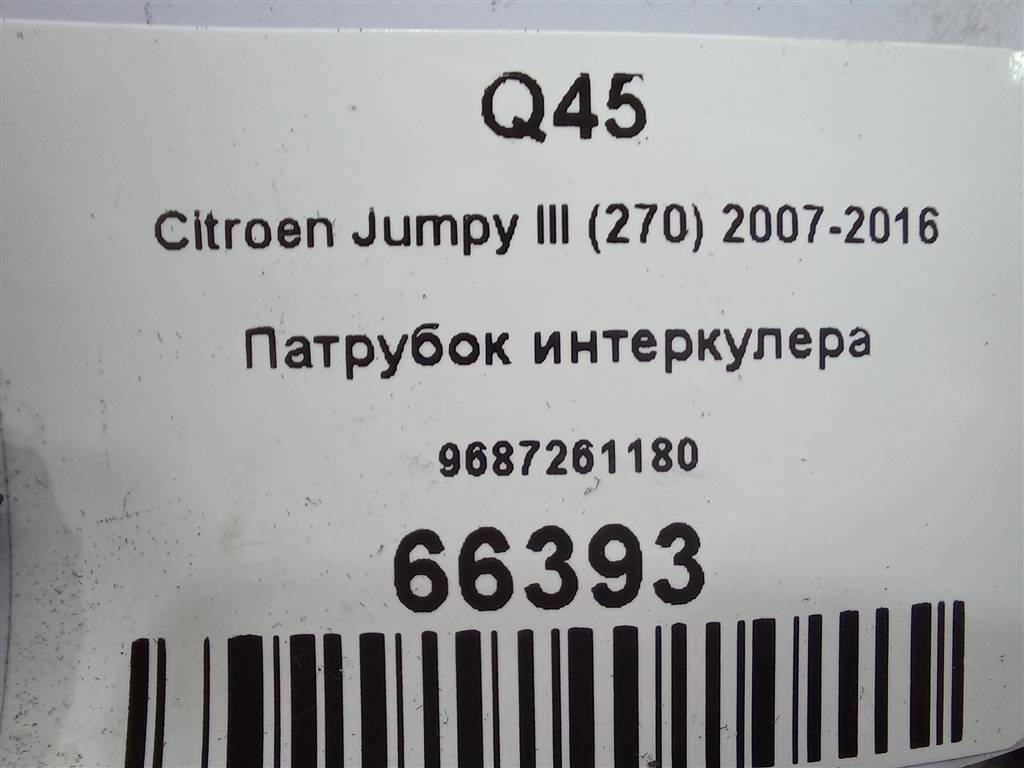 Q45
Citroen Jumpy III (270) 2007-2016
Патрубок интеркулера
9687261180
66393